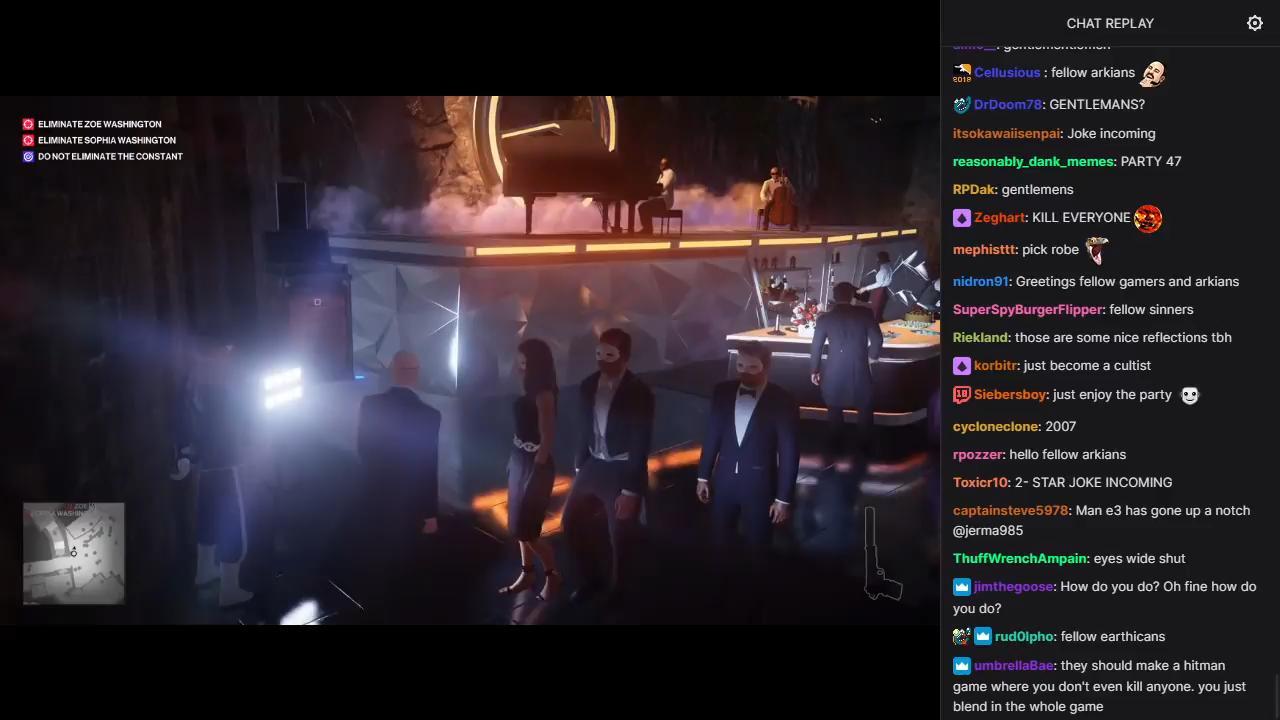 ELIMINATE ZOE WASHINGTON
ELIMINATE SOPHIA WASHINGTON
DO NOT ELIMINATE THE CONSTANT
ZOE
WASHING
CHAT REPLAY
Cellusious : fellow arkians
DrDoom78: GENTLEMANS?
itsokawaiisenpai: Joke incoming
reasonably_dank_memes: PARTY 47
RPDak: gentlemens
Zeghart: KILL EVERYONE
mephisttt: pick robe
nidron91: Greetings fellow gamers and arkians
SuperSpyBurgerFlipper: fellow sinners
Riekland: those are some nice reflections tbh
korbitr: just become a cultist
Siebersboy: just enjoy the party
cycloneclone: 2007
rpozzer: hello fellow arkians
Toxicr10: 2- STAR JOKE INCOMING
captainsteve5978: Man e3 has gone up a notch
@jerma985
ThuffWrenchAmpain: eyes wide shut
jimthegoose: How do you do? Oh fine how do
you do?
rud0lpho: fellow earthicans
umbrellaBae: they should make a hitman
game where you don't even kill anyone. you just
blend in the whole game